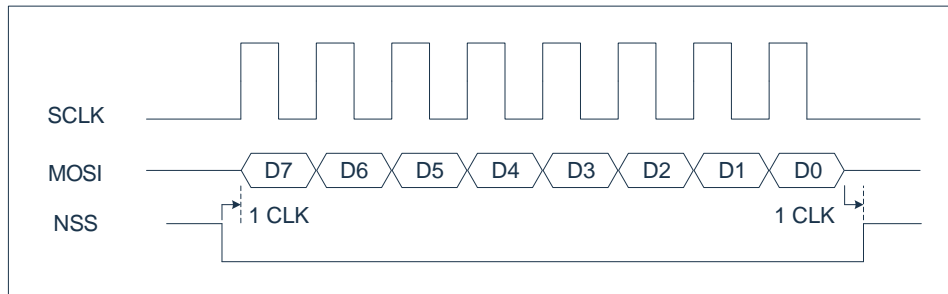 SCLK
MOSI D7 D6 D5 D4 D3 D2 D1 D0
1 CLK 1 CLK
NSS